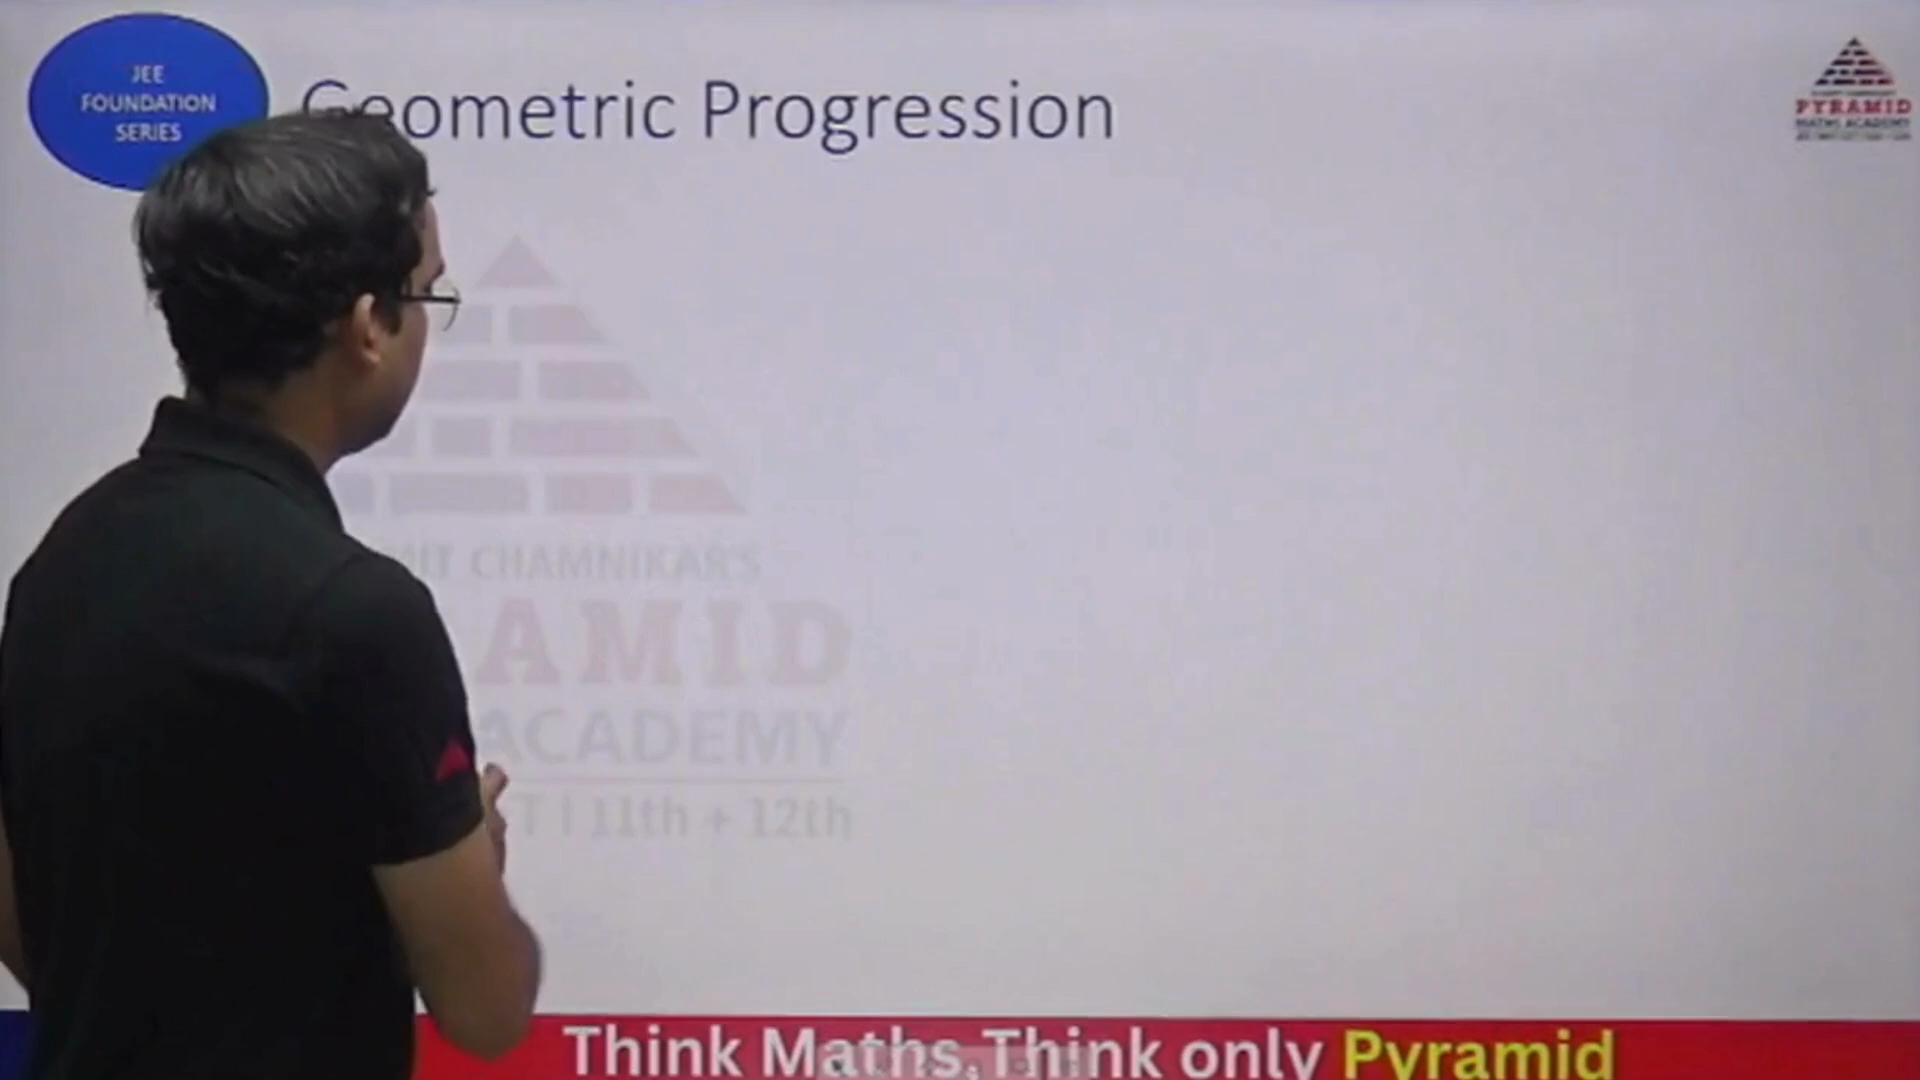 JEE
FOUNDATION
SERIES
Geometric Progression
PYRAMID
MATHS ACADEMY
CHAMNIKAR'S
AMID
ACADEMY
T | 11th + 12th
Think Maths,Think only Pyramid